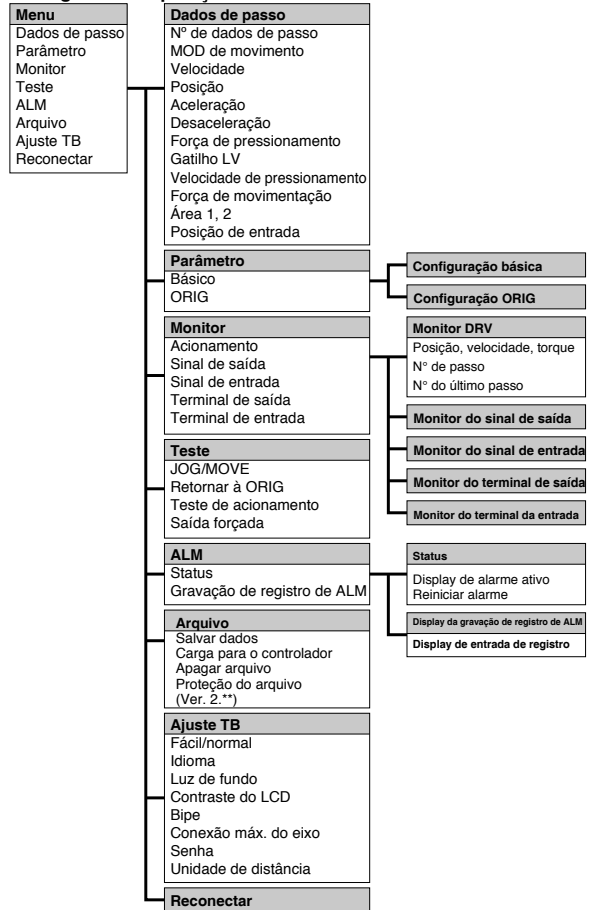 Menu
Dados de passo
Parâmetro
Monitor
Teste
ALM
Arquivo
Ajuste TB
Reconectar
Dados de passo
Nº de dados de passo
MOD de movimento
Velocidade
Posição
Aceleração
Desaceleração
Força de pressionamento
Gatilho LV
Velocidade de pressionamento
Força de movimentação
Área 1, 2
Posição de entrada
Parâmetro
Básico
ORIG
Configuração básica
Configuração ORIG
Monitor
Acionamento
Sinal de saída
Sinal de entrada
Terminal de saída
Terminal de entrada
Monitor DRV
Posição, velocidade, torque
N° de passo
N° do último passo
Monitor do sinal de saída
Monitor do sinal de entrada
Monitor do terminal de saída
Monitor do terminal da entrada
Teste
JOG/MOVE
Retornar à ORIG
Teste de acionamento
Saída forçada
ALM
Status
Gravação de registro de ALM
Status
Display de alarme ativo
Reiniciar alarme
Display da gravação de registro de ALM
Display de entrada de registro
Arquivo
Salvar dados
Carga para o controlador
Apagar arquivo
Proteção do arquivo
(Ver. 2.**)
Ajuste TB
Fácil/normal
Idioma
Luz de fundo
Contraste do LCD
Bipe
Conexão máx. do eixo
Senha
Unidade de distância
Reconectar